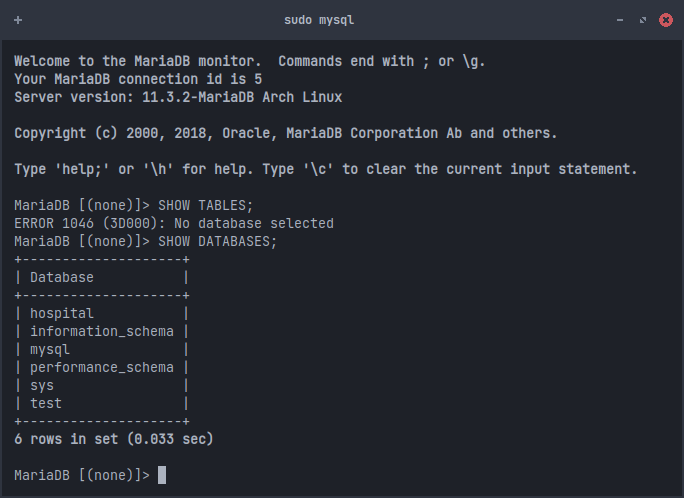 sudo mysql
Welcome to the MariaDB monitor.  Commands end with ; or \g.
Your MariaDB connection id is 5
Server version: 11.3.2-MariaDB Arch Linux
Copyright (c) 2000, 2018, Oracle, MariaDB Corporation Ab and others.
Type 'help;' or '\h' for help. Type '\c' to clear the current input statement.
MariaDB [(none)]> SHOW TABLES;
ERROR 1046 (3D000): No database selected
MariaDB [(none)]> SHOW DATABASES;
+--------------------+
| Database           |
+--------------------+
| hospital           |
| information_schema |
| mysql              |
| performance_schema |
| sys                |
| test               |
+--------------------+
6 rows in set (0.033 sec)
MariaDB [(none)]>